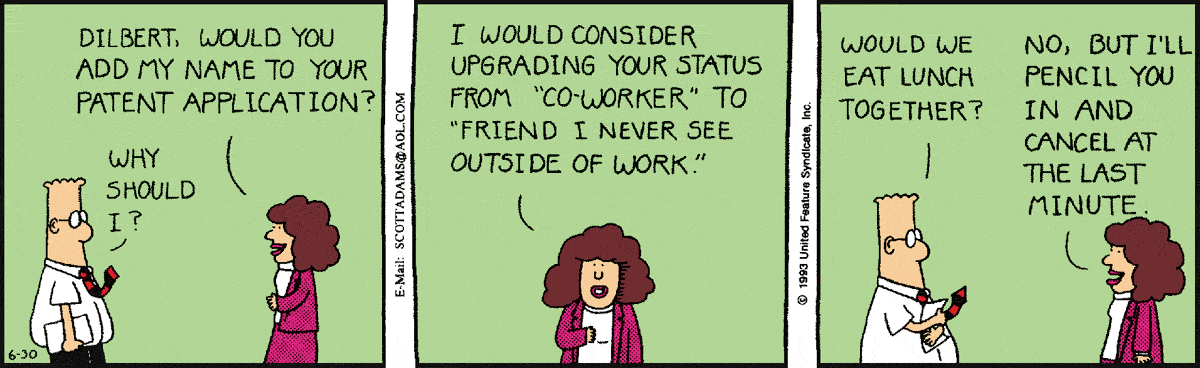 DILBERT, WOULD YOU
ADD MY NAME TO YOUR
PATENT APPLICATION?
WHY
SHOULD
I?
6-30
E-Mail: SCOTTADAMS@AOL.COM
I WOULD CONSIDER
UPGRADING YOUR STATUS
FROM "CO-WORKER" TO
"FRIEND I NEVER SEE
OUTSIDE OF WORK."
© 1993 United Feature Syndicate, Inc.
WOULD WE
EAT LUNCH
TOGETHER?
NO, BUT I'LL
PENCIL YOU
IN AND
CANCEL AT
THE LAST
MINUTE.